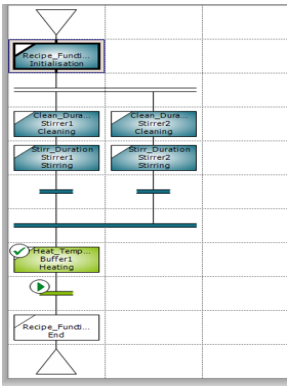 Recipe_Functi...
Initialisation
Clean_Dura...
Stirrer1
Cleaning
Clean_Dura...
Stirrer2
Cleaning
Stirr_Duration
Stirrer1
Stirring
Stirr_Duration
Stirrer2
Stirring
Heat_Temp...
Buffer1
Heating
Recipe_Functi...
End